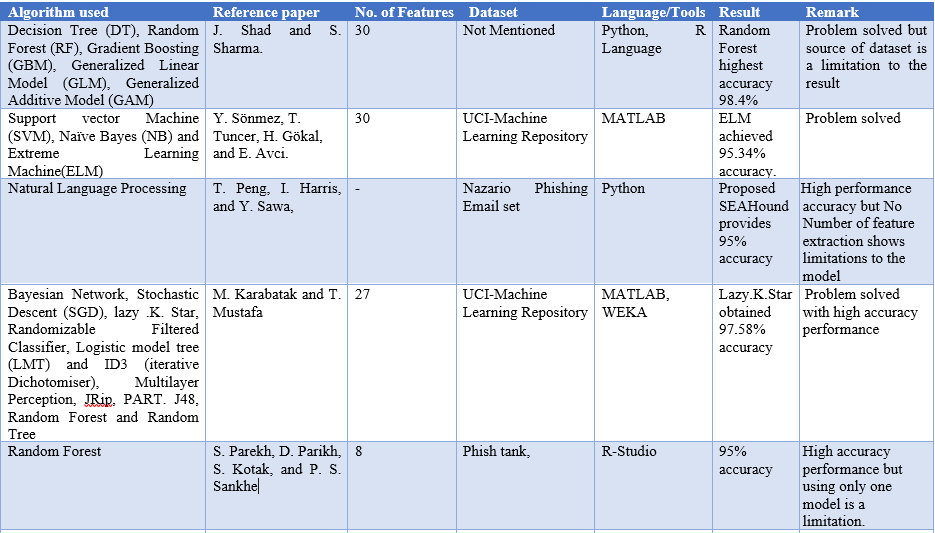 Algorithm used Reference paper No. of Features Dataset Language/Tools Result Remark
Decision Tree (DT), Random
Forest (RF), Gradient Boosting
(GBM), Generalized Linear
Model (GLM), Generalized
Additive Model (GAM)
J. Shad and S.
Sharma.
30
Not Mentioned
Python, R
Language
Random
Forest
highest
accuracy
98.4%
Problem solved but
source of dataset is
a limitation to the
result
Support vector Machine
(SVM), Naïve Bayes (NB) and
Extreme Learning
Machine(ELM)
Y. Sönmez, T.
Tuncer, H. Gökal,
and E. Avci.
30
UCI-Machine
Learning Repository
MATLAB
ELM
achieved
95.34%
accuracy.
Problem solved
Natural Language Processing
T. Peng, I. Harris,
and Y. Sawa,
-
Nazario Phishing
Email set
Python
Proposed
SEAHound
provides
95%
accuracy
High performance
accuracy but No
Number of feature
extraction shows
limitations to the
model
Bayesian Network, Stochastic
Descent (SGD), lazy .K. Star,
Randomizable Filtered
Classifier, Logistic model tree
(LMT) and ID3 (iterative
Dichotomiser), Multilayer
Perception, JRip, PART. J48,
Random Forest and Random
Tree
M. Karabatak and T.
Mustafa
27
UCI-Machine
Learning Repository
MATLAB,
WEKA
Lazy.K.Star
obtained
97.58%
accuracy
Problem solved
with high accuracy
performance
Random Forest
S. Parekh, D. Parikh,
S. Kotak, and P. S.
Sankhe
8
Phish tank,
R-Studio
95%
accuracy
High accuracy
performance but
using only one
model is a
limitation.